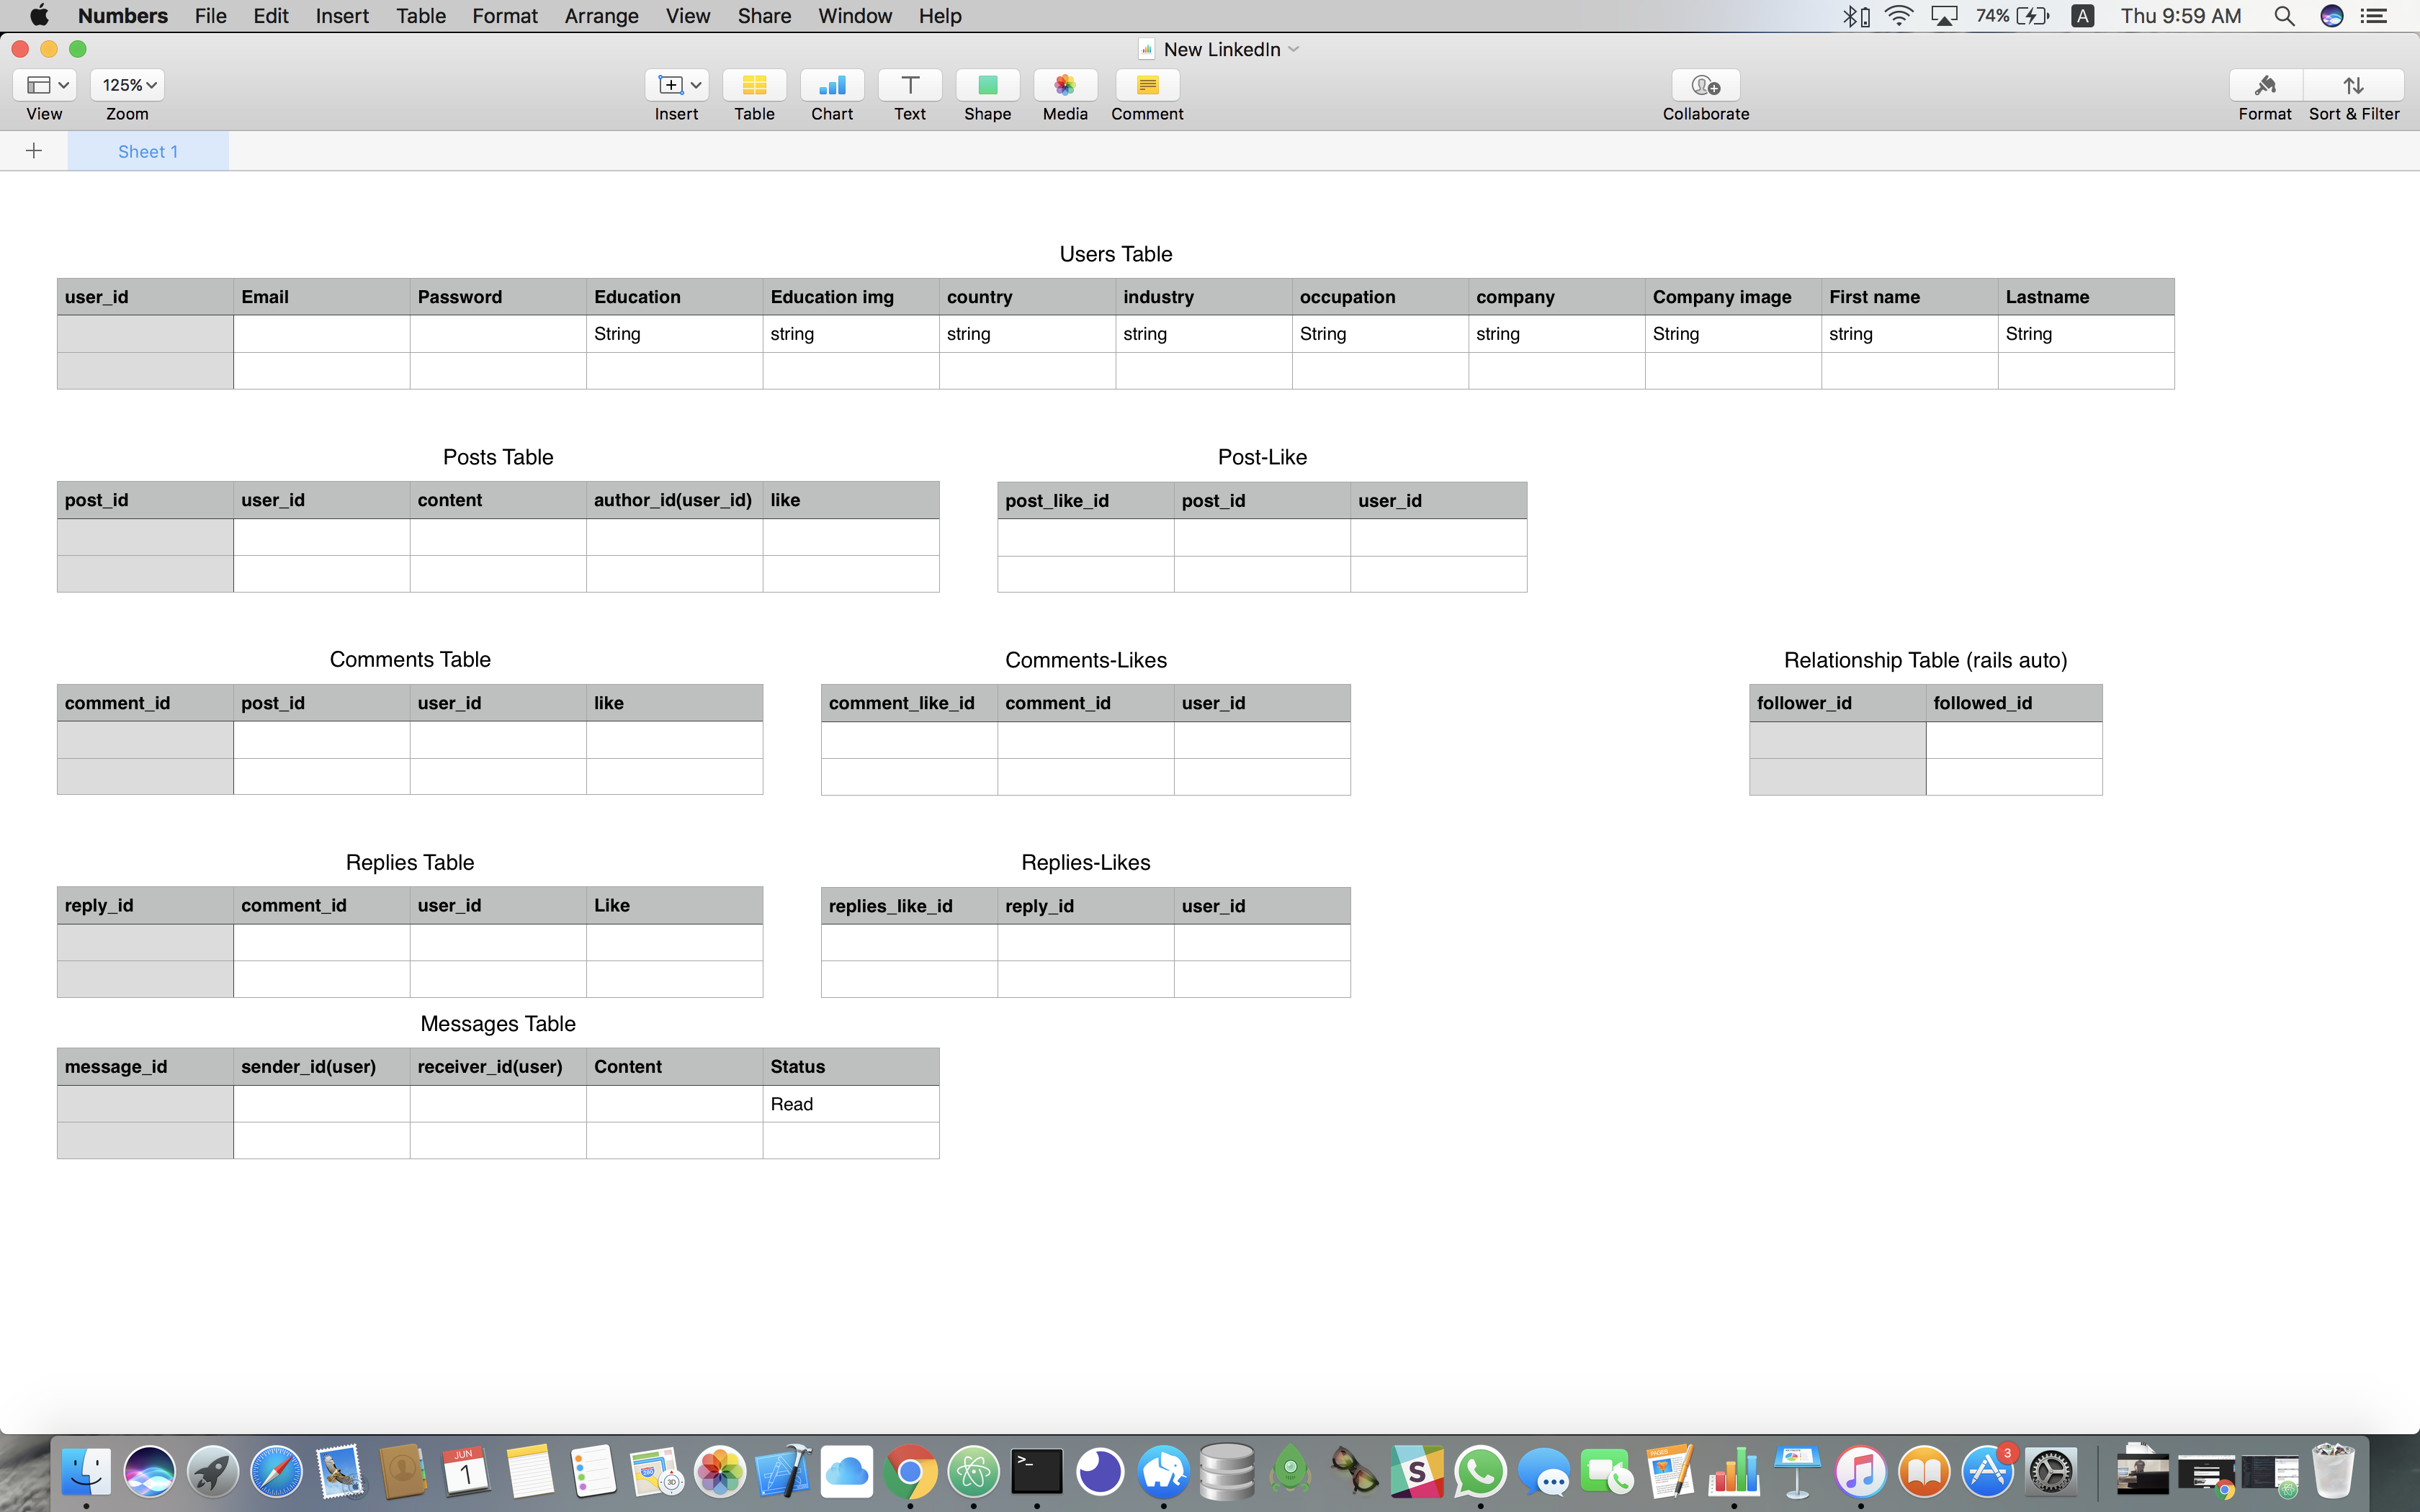 Numbers File Edit Insert Table Format Arrange View Share Window Help 74% A Thu 9:59 AM
New LinkedIn
125%
View Zoom Insert Table Chart Text Shape Media Comment Collaborate Format Sort & Filter
Sheet 1
Users Table
user_id Email Password Education Education img country industry occupation company Company image First name Lastname
String string string string String string String string String
Posts Table Post-Like
post_id user_id content author_id(user_id) like post_like_id post_id user_id
Comments Table Comments-Likes Relationship Table (rails auto)
comment_id post_id user_id like comment_like_id comment_id user_id follower_id followed_id
Replies Table Replies-Likes
reply_id comment_id user_id Like replies_like_id reply_id user_id
Messages Table
message_id sender_id(user) receiver_id(user) Content Status
Read
JUN
1
3D
>_
S
PAGES
3